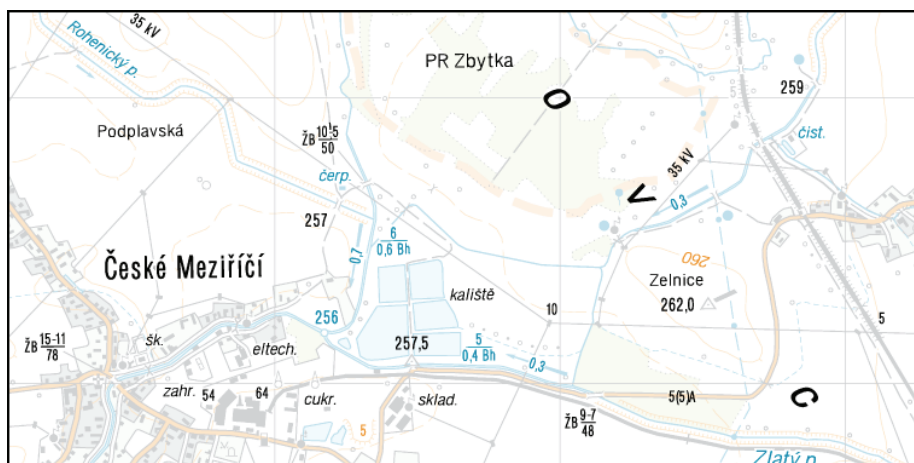 35 kV
Rohenický p.
PR Zbytka
O
5
259
Podplavská
ŽB 10,5
50
čist.
čerp.
35 kV
V
0,3
257
6
0,6 Bh
0,7
České Meziříčí
260
Zelnice
262,0
kaliště
10
5
256
257,5
5
0,4 Bh
0,3
ŽB 15-11
78
šk.
eltech.
zahr.
54
64
cukr.
sklad.
5(5)A
C
ŽB 9-7
48
5
Zlatý p.